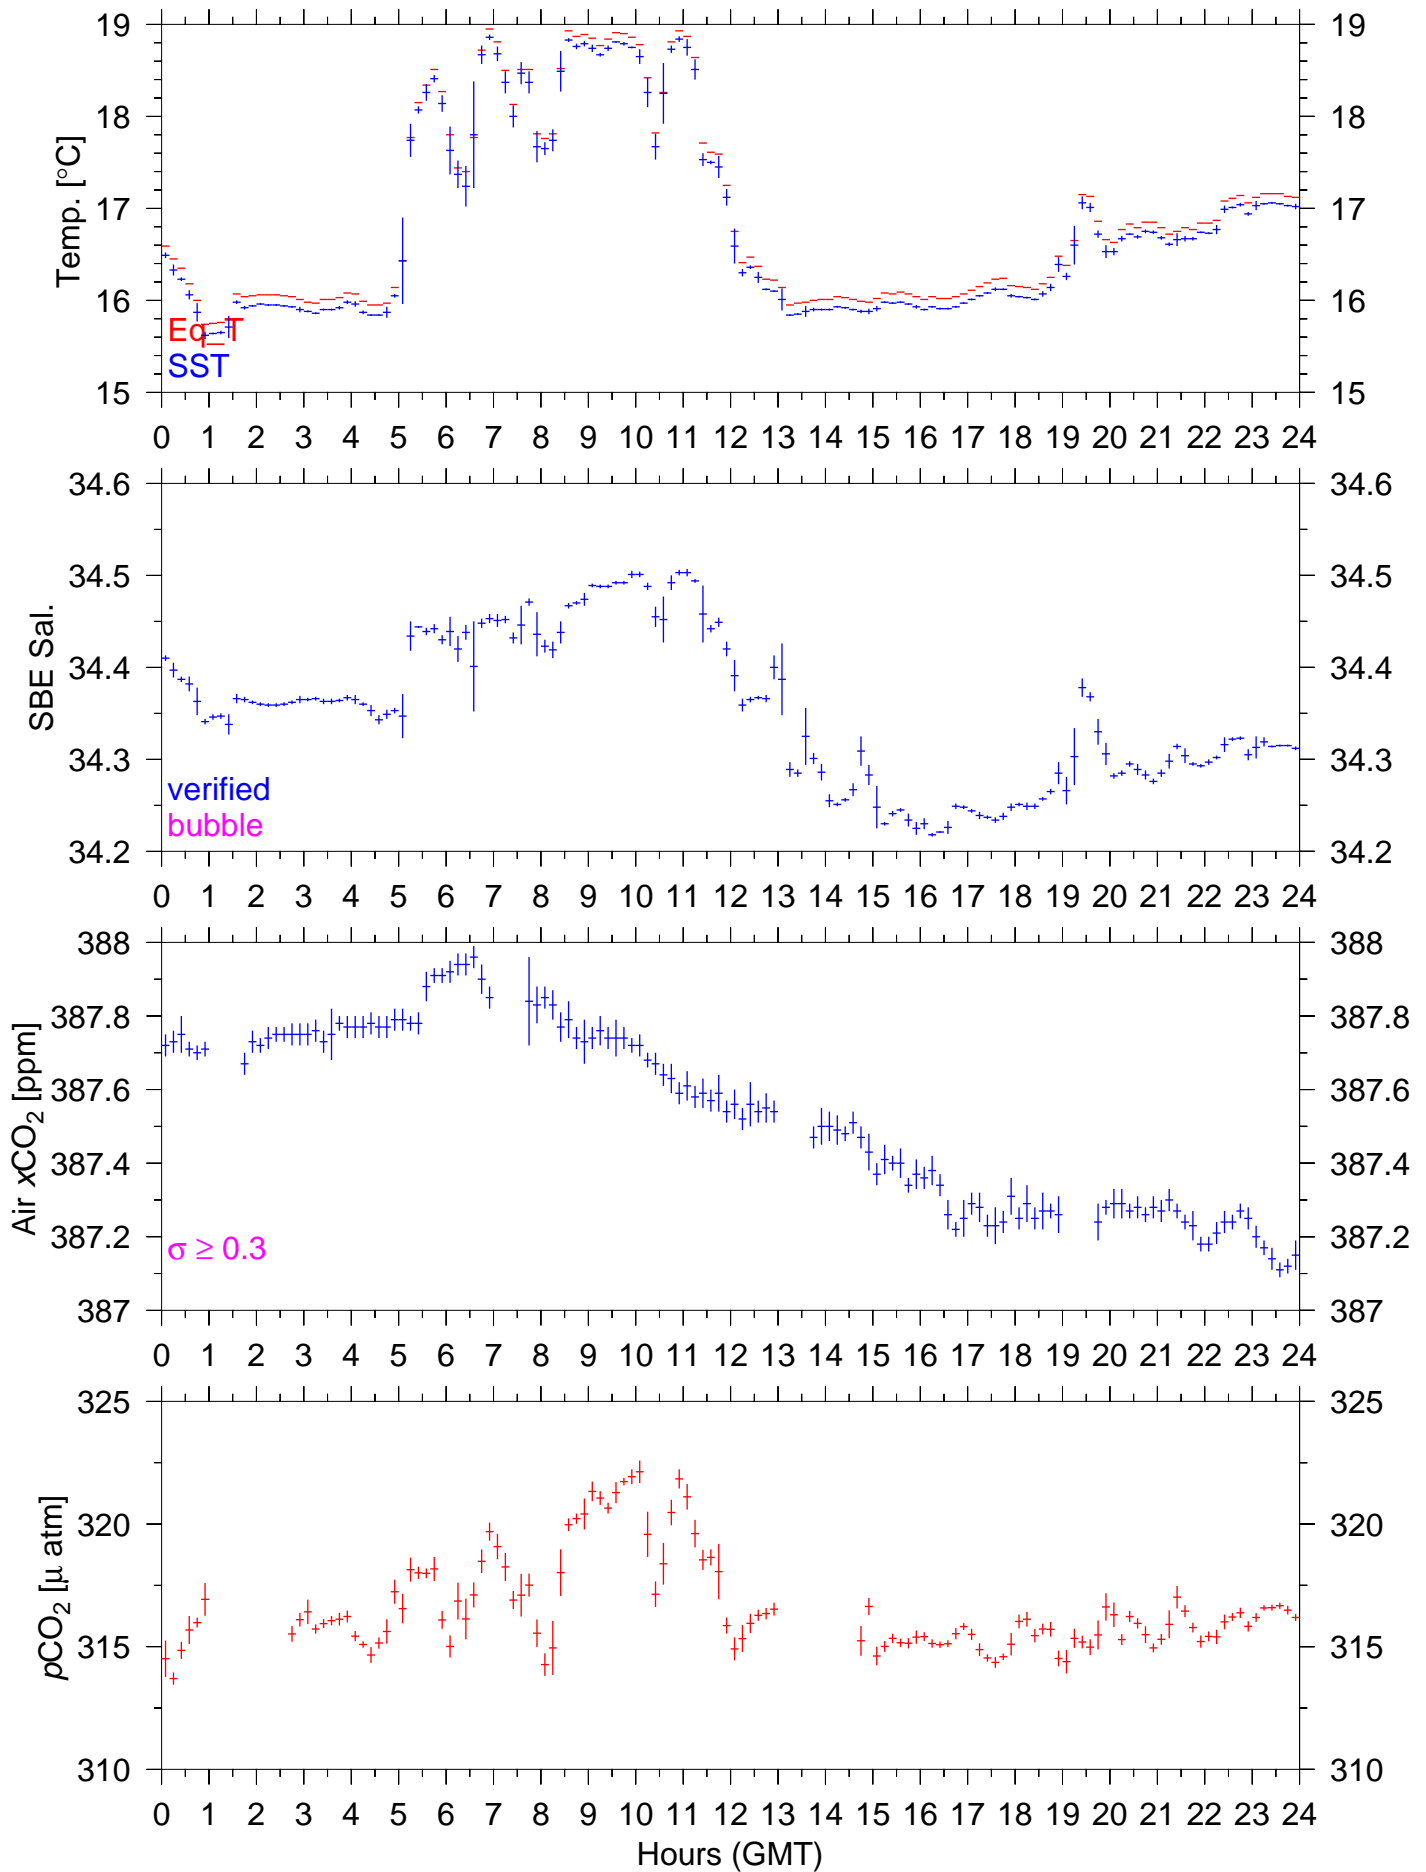 19 19
18 18
17 17
16 16
15 15
Temp. [°C]
Eq_T
SST
0 1 2 3 4 5 6 7 8 9 10 11 12 13 14 15 16 17 18 19 20 21 22 23 24
34.6 34.6
34.5 34.5
34.4 34.4
34.3 34.3
34.2 34.2
SBE Sal.
verified
bubble
0 1 2 3 4 5 6 7 8 9 10 11 12 13 14 15 16 17 18 19 20 21 22 23 24
388 388
387.8 387.8
387.6 387.6
387.4 387.4
387.2 387.2
387 387
Air xCO₂ [ppm]
σ ≥ 0.3
0 1 2 3 4 5 6 7 8 9 10 11 12 13 14 15 16 17 18 19 20 21 22 23 24
325 325
320 320
315 315
310 310
pCO₂ [μ atm]
0 1 2 3 4 5 6 7 8 9 10 11 12 13 14 15 16 17 18 19 20 21 22 23 24
Hours (GMT)